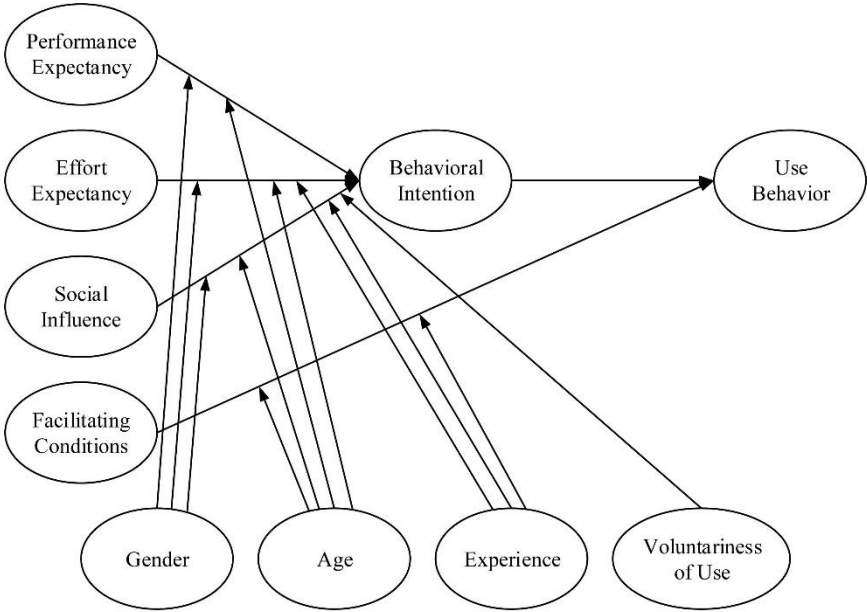 Performance
Expectancy
Effort
Expectancy
Behavioral
Intention
Use
Behavior
Social
Influence
Facilitating
Conditions
Gender
Age
Experience
Voluntariness
of Use